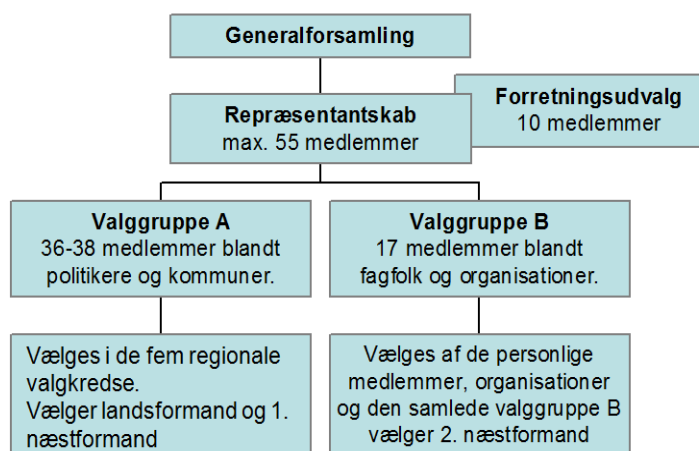 Generalforsamling
Repræsentantskab
max. 55 medlemmer
Forretningsudvalg
10 medlemmer
Valggruppe A
36-38 medlemmer blandt
politikere og kommuner.
Valggruppe B
17 medlemmer blandt
fagfolk og organisationer.
Vælges i de fem regionale
valgkredse.
Vælger landsformand og 1.
næstformand
Vælges af de personlige
medlemmer, organisationer
og den samlede valggruppe B
vælger 2. næstformand